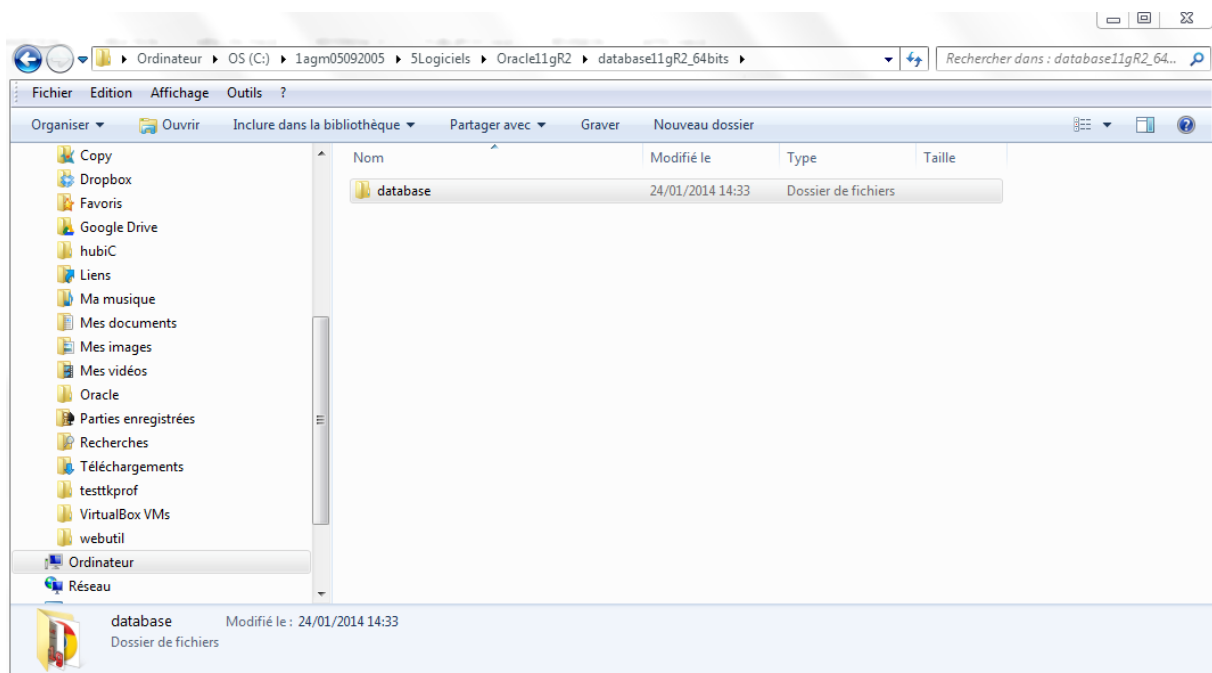 Ordinateur OS (C:) 1agm05092005 5Logiciels Oracle11gR2 database11gR2_64bits Rechercher dans : database11gR2_64...
Fichier Edition Affichage Outils ?
Organiser Ouvrir Inclure dans la bibliothèque Partager avec Graver Nouveau dossier
Nom Modifié le Type Taille
database 24/01/2014 14:33 Dossier de fichiers
Copy
Dropbox
Favoris
Google Drive
hubiC
Liens
Ma musique
Mes documents
Mes images
Mes vidéos
Oracle
Parties enregistrées
Recherches
Téléchargements
testtkprof
VirtualBox VMs
webutil
Ordinateur
Réseau
database Modifié le : 24/01/2014 14:33
Dossier de fichiers